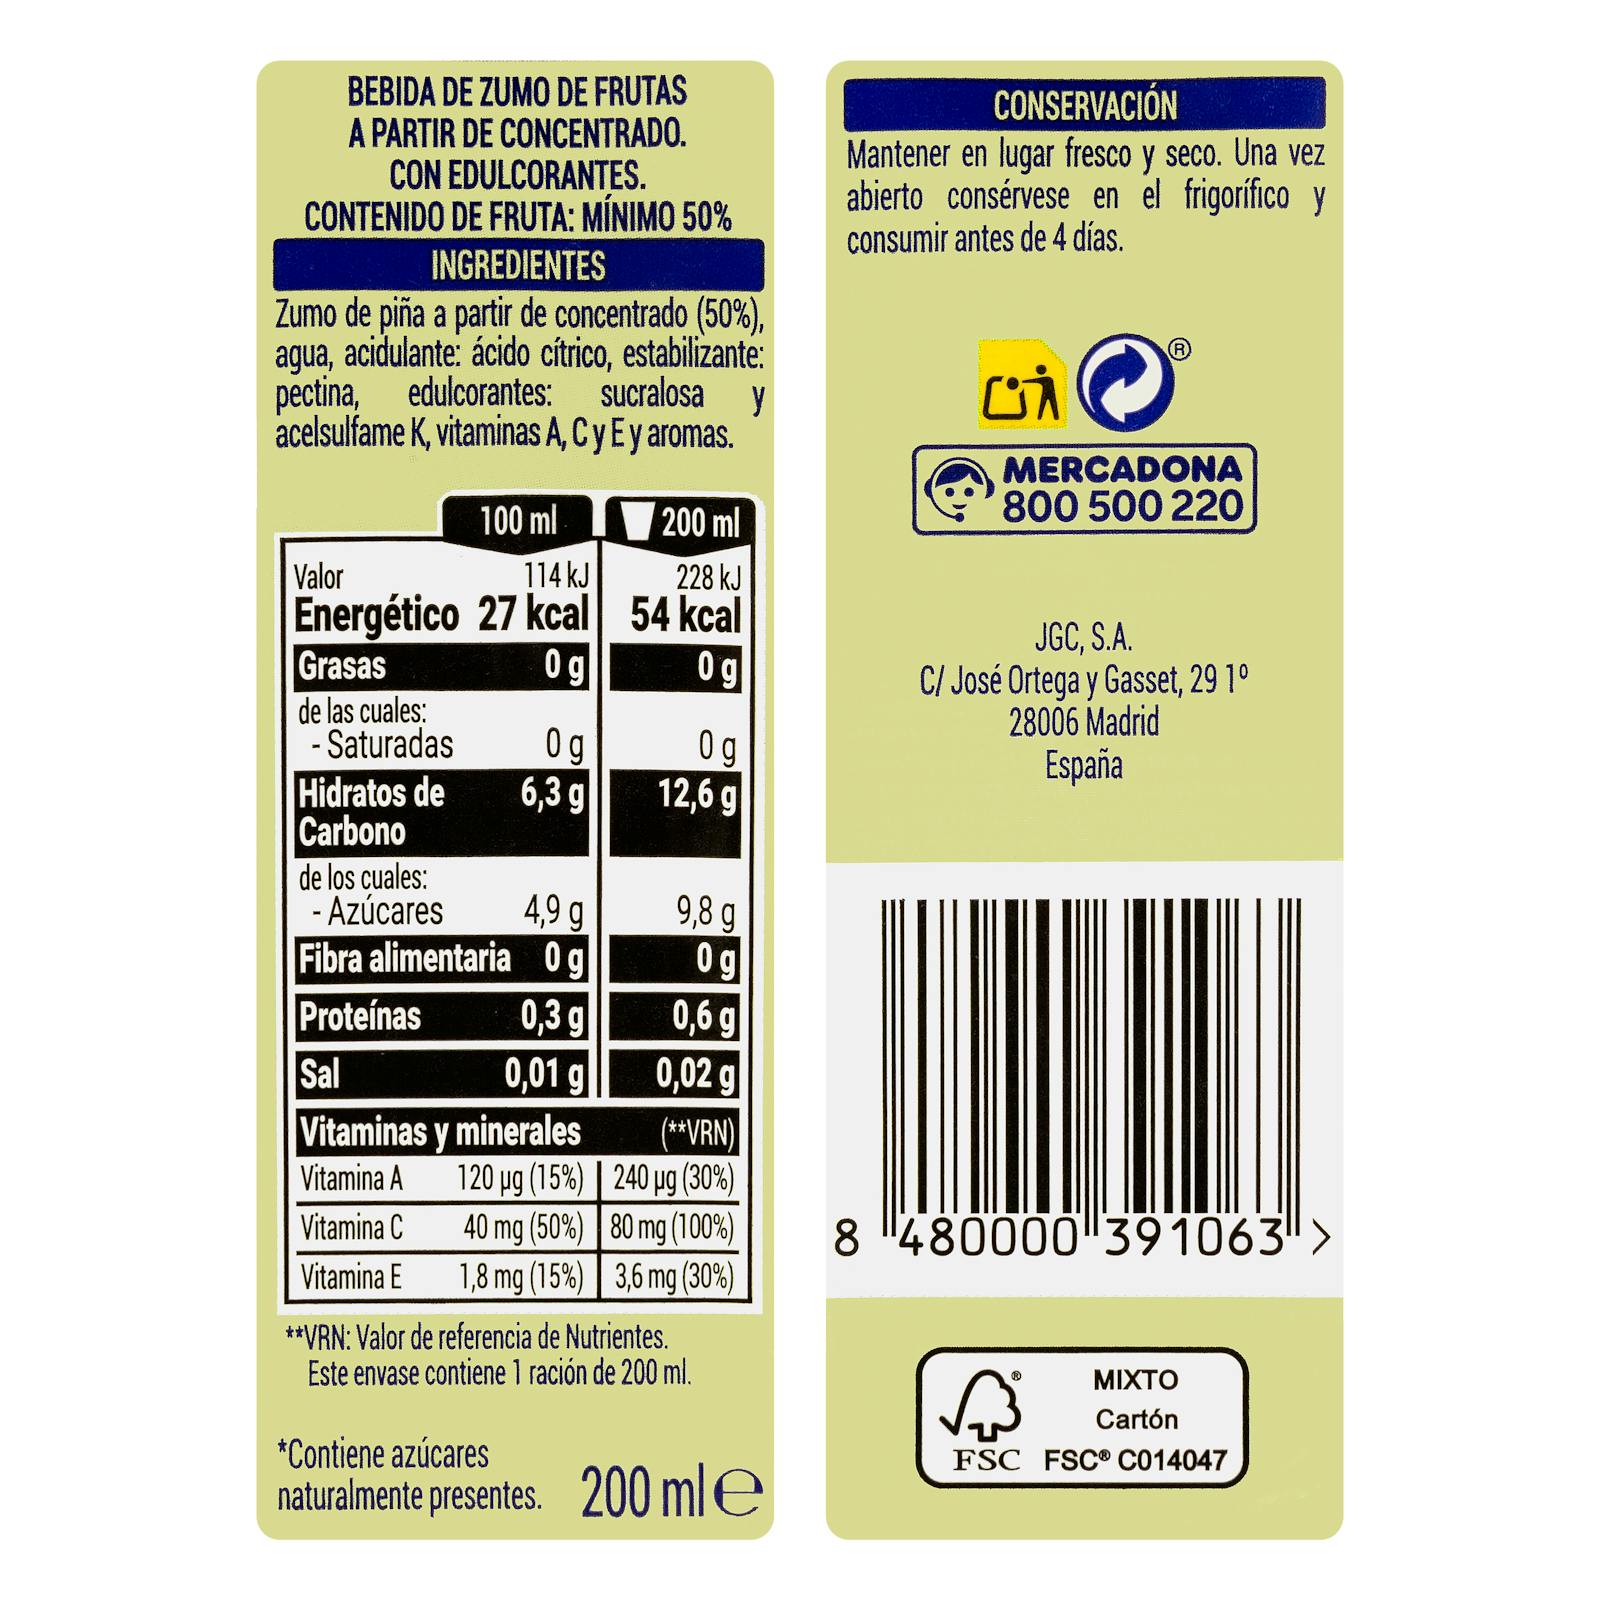 BEBIDA DE ZUMO DE FRUTAS
A PARTIR DE CONCENTRADO.
CON EDULCORANTES.
CONTENIDO DE FRUTA: MÍNIMO 50%
INGREDIENTES
Zumo de piña a partir de concentrado (50%),
agua, acidulante: ácido cítrico, estabilizante:
pectina, edulcorantes: sucralosa y
acelsulfame K, vitaminas A, C y E y aromas.
100 ml 200 ml
Valor 114 kJ 228 kJ
Energético 27 kcal 54 kcal
Grasas 0 g 0 g
de las cuales:
- Saturadas 0 g 0 g
Hidratos de 6,3 g 12,6 g
Carbono
de los cuales:
- Azúcares 4,9 g 9,8 g
Fibra alimentaria 0 g 0 g
Proteínas 0,3 g 0,6 g
Sal 0,01 g 0,02 g
Vitaminas y minerales (**VRN)
Vitamina A 120 µg (15%) 240 µg (30%)
Vitamina C 40 mg (50%) 80 mg (100%)
Vitamina E 1,8 mg (15%) 3,6 mg (30%)
**VRN: Valor de referencia de Nutrientes.
Este envase contiene 1 ración de 200 ml.
*Contiene azúcares
naturalmente presentes.
200 ml e
CONSERVACIÓN
Mantener en lugar fresco y seco. Una vez
abierto consérvese en el frigorífico y
consumir antes de 4 días.
®
MERCADONA
800 500 220
JGC, S.A.
C/ José Ortega y Gasset, 29 1º
28006 Madrid
España
8 480000 391063 >
®
FSC
MIXTO
Cartón
FSC® C014047